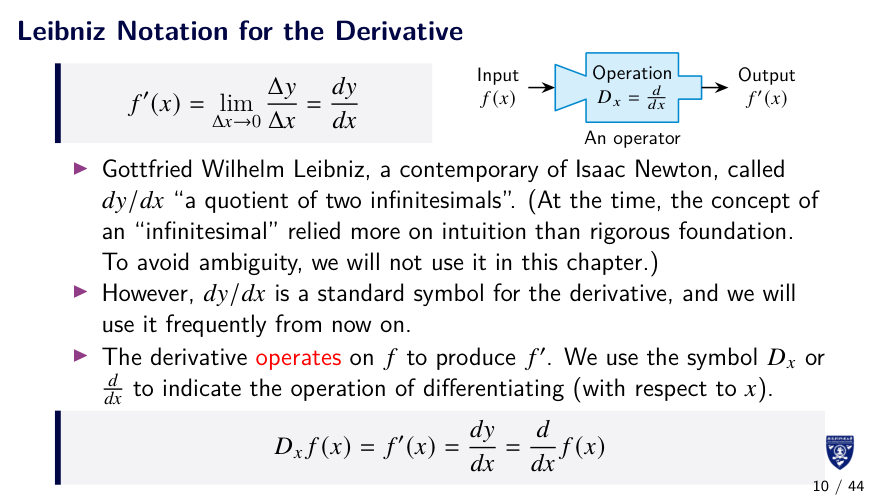 Leibniz Notation for the Derivative
f′(x) = lim Δx→0 Δy/Δx = dy/dx
Input
f(x)
Operation
Dₓ = d/dx
Output
f′(x)
An operator
▶ Gottfried Wilhelm Leibniz, a contemporary of Isaac Newton, called
dy/dx “a quotient of two infinitesimals”. (At the time, the concept of
an “infinitesimal” relied more on intuition than rigorous foundation.
To avoid ambiguity, we will not use it in this chapter.)
▶ However, dy/dx is a standard symbol for the derivative, and we will
use it frequently from now on.
▶ The derivative operates on f to produce f′. We use the symbol Dₓ or
d/dx to indicate the operation of differentiating (with respect to x).
Dₓ f(x) = f′(x) = dy/dx = d/dx f(x)
10 / 44